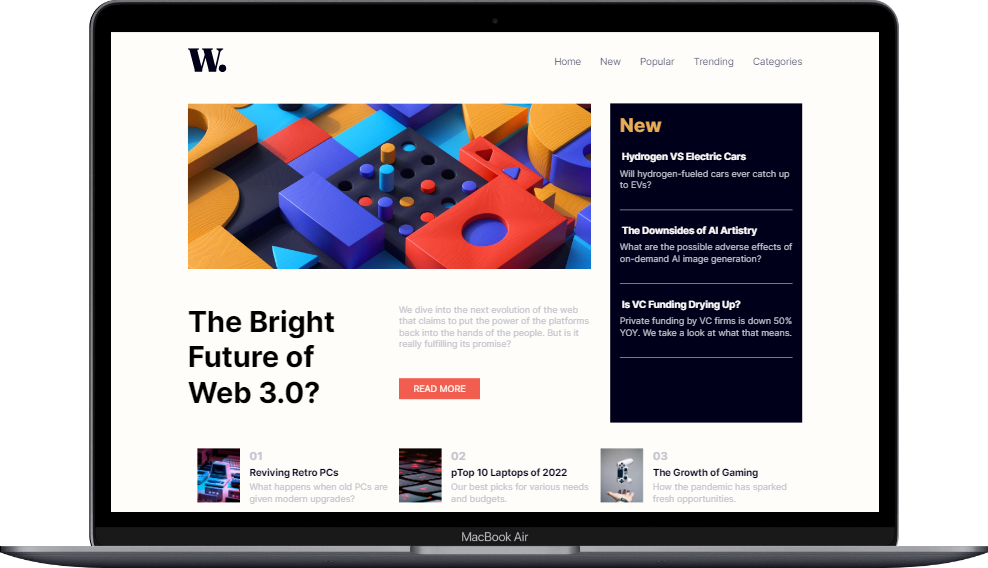 W.
Home New Popular Trending Categories
New
Hydrogen VS Electric Cars
Will hydrogen-fueled cars ever catch up
to EVs?
The Downsides of AI Artistry
What are the possible adverse effects of
on-demand AI image generation?
Is VC Funding Drying Up?
Private funding by VC firms is down 50%
YOY. We take a look at what that means.
The Bright
Future of
Web 3.0?
We dive into the next evolution of the web
that claims to put the power of the platforms
back into the hands of the people. But is it
really fulfilling its promise?
READ MORE
01
Reviving Retro PCs
What happens when old PCs are
given modern upgrades?
02
pTop 10 Laptops of 2022
Our best picks for various needs
and budgets.
03
The Growth of Gaming
How the pandemic has sparked
fresh opportunities.
MacBook Air